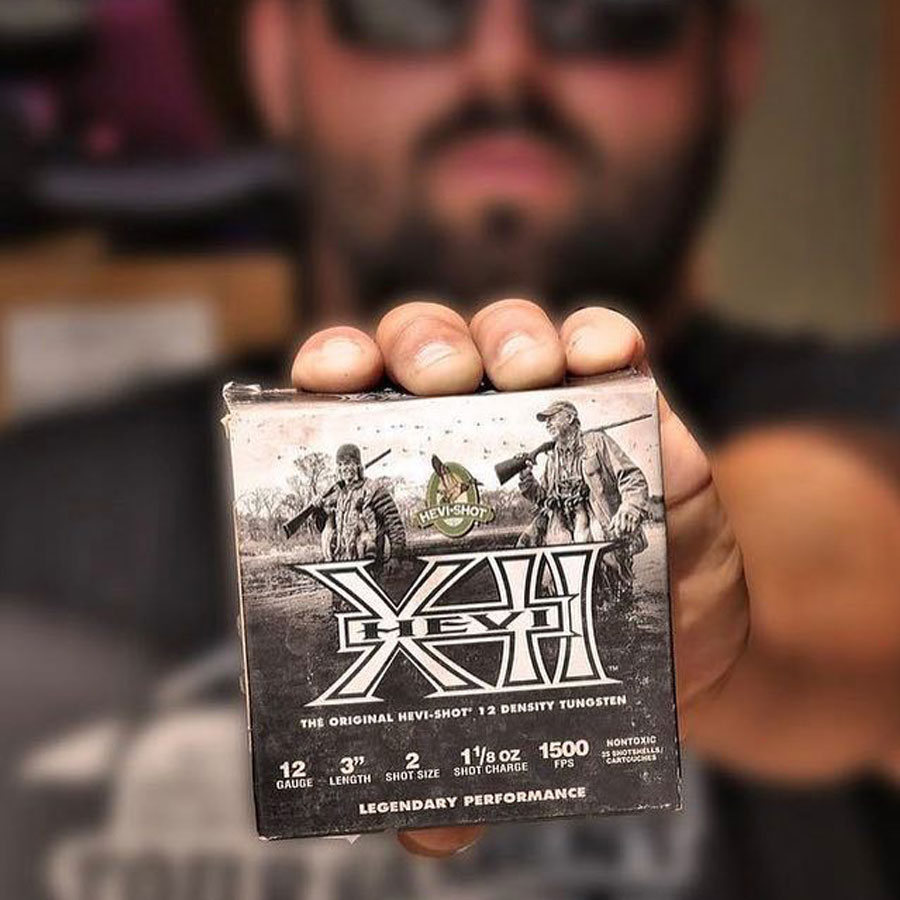 HEVI-SHOT
XII
HEVI
™
THE ORIGINAL HEVI-SHOT® 12 DENSITY TUNGSTEN
12 GAUGE
3” LENGTH
2 SHOT SIZE
1 1/8 OZ SHOT CHARGE
1500 FPS
NONTOXIC
25 SHOTSHELLS/
CARTOUCHES
LEGENDARY PERFORMANCE